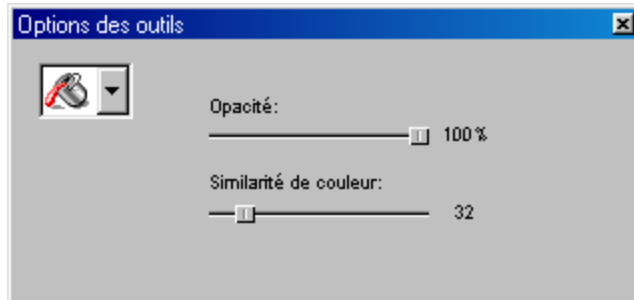 Options des outils
Opacité:
100%
Similarité de couleur:
32